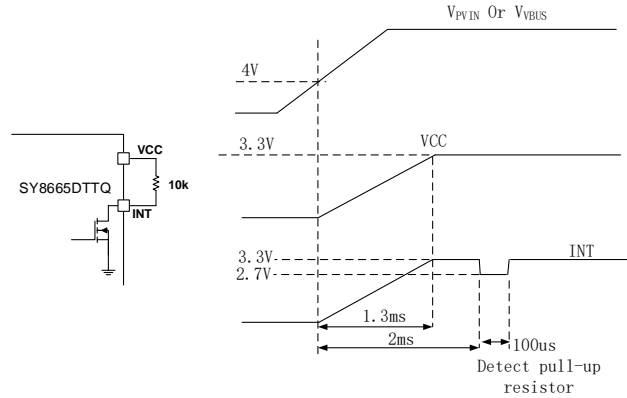 VCC
10k
SY8665DTTQ
INT
VPVIN Or VVBUS
4V
3.3V
VCC
3.3V
2.7V
INT
1.3ms
2ms
100us
Detect pull-up
resistor